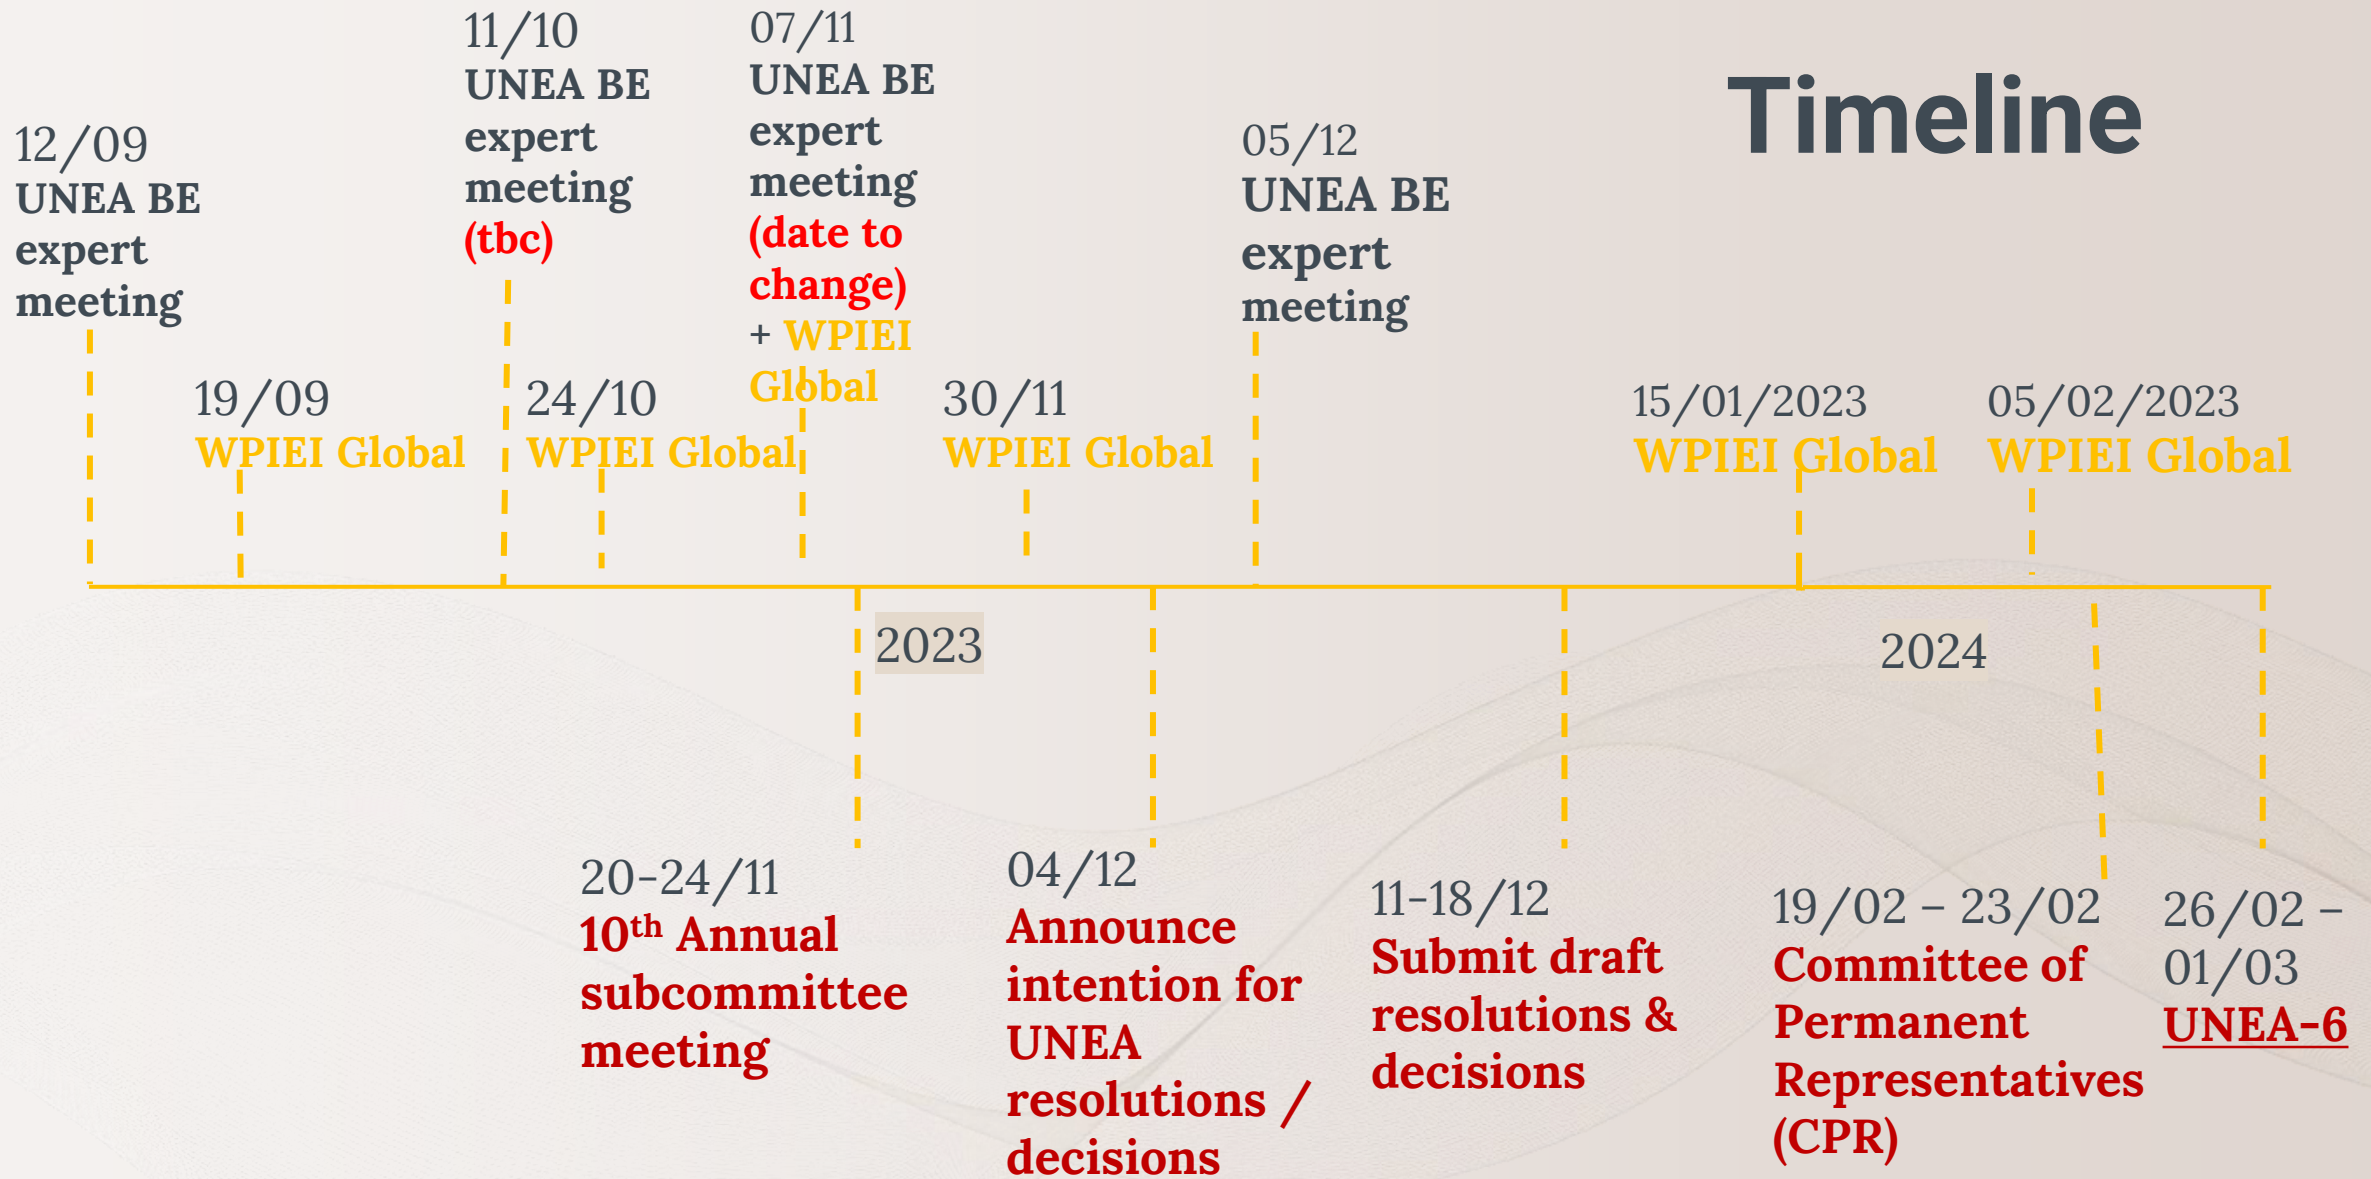 Timeline
12/09
UNEA BE
expert
meeting
19/09
WPIEI Global
11/10
UNEA BE
expert
meeting
(tbc)
24/10
WPIEI Global
07/11
UNEA BE
expert
meeting
(date to
change)
+ WPIEI
Global
30/11
WPIEI Global
05/12
UNEA BE
expert
meeting
15/01/2023
WPIEI Global
05/02/2023
WPIEI Global
2023
2024
20-24/11
10th Annual
subcommittee
meeting
04/12
Announce
intention for
UNEA
resolutions /
decisions
11-18/12
Submit draft
resolutions &
decisions
19/02 – 23/02
Committee of
Permanent
Representatives
(CPR)
26/02 –
01/03
UNEA-6